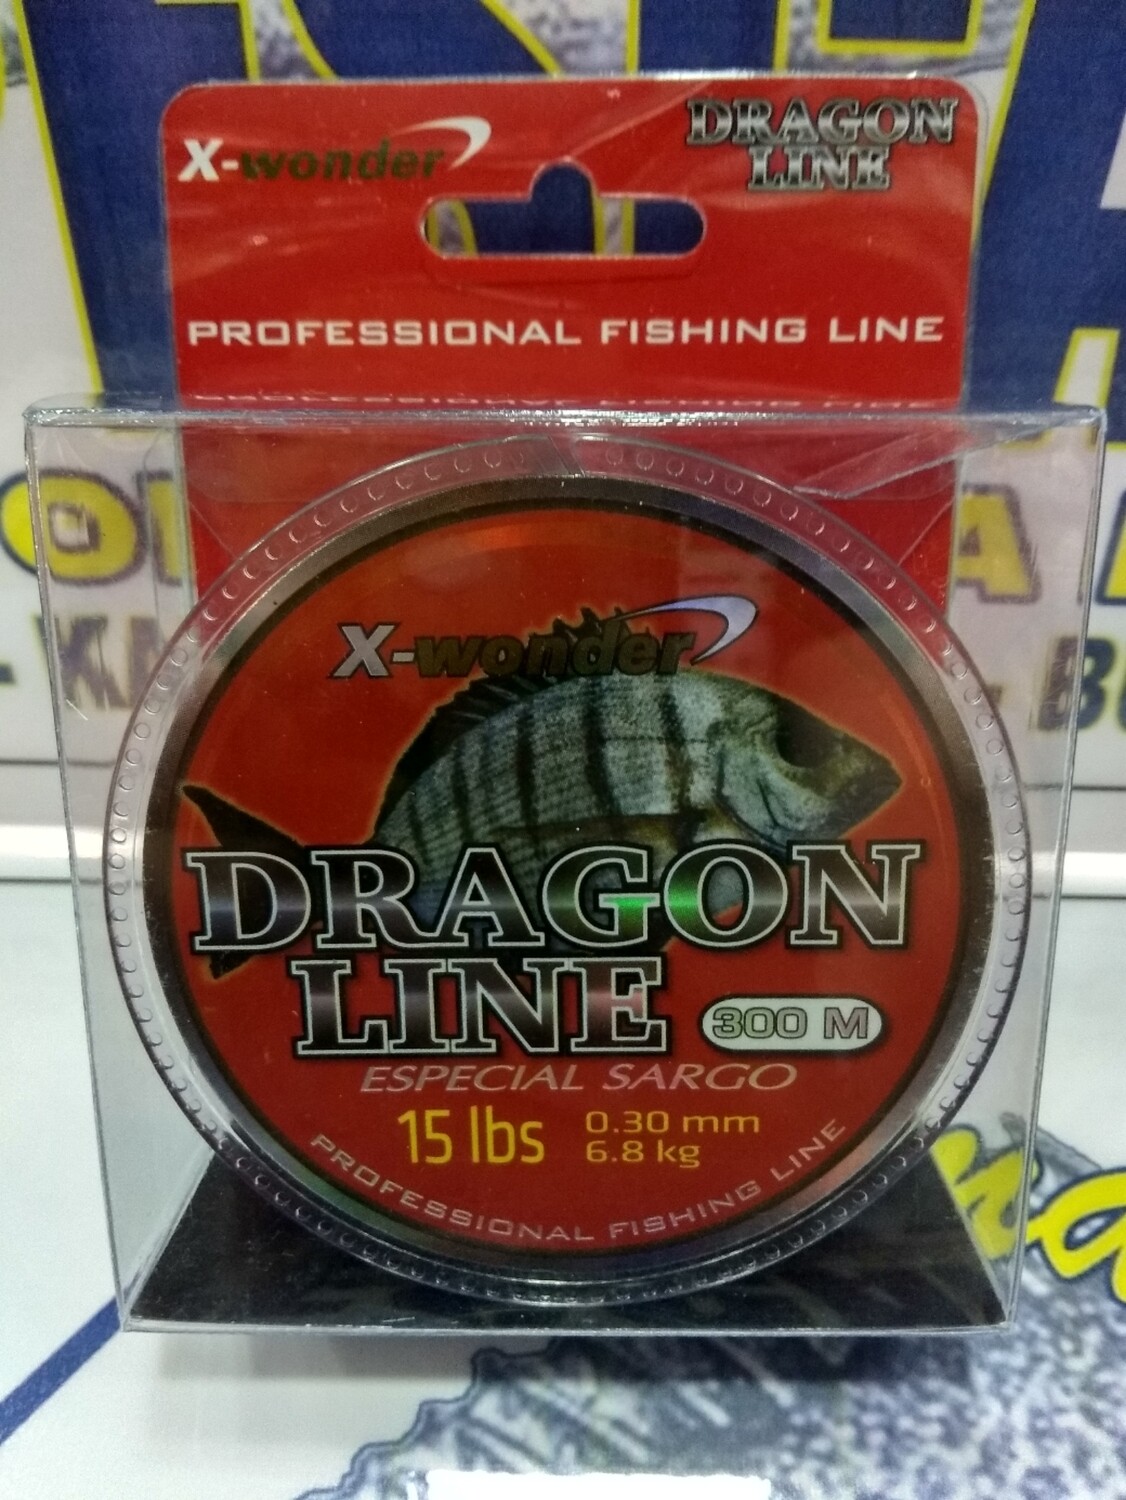 X-wonder
DRAGON
LINE
PROFESSIONAL FISHING LINE
X-wonder
DRAGON
LINE
300 M
ESPECIAL SARGO
15 lbs
0.30 mm
6.8 kg
PROFESSIONAL FISHING LINE